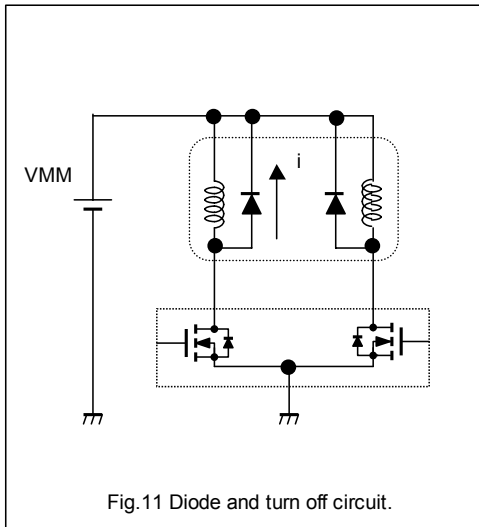 VMM
i
Fig.11 Diode and turn off circuit.